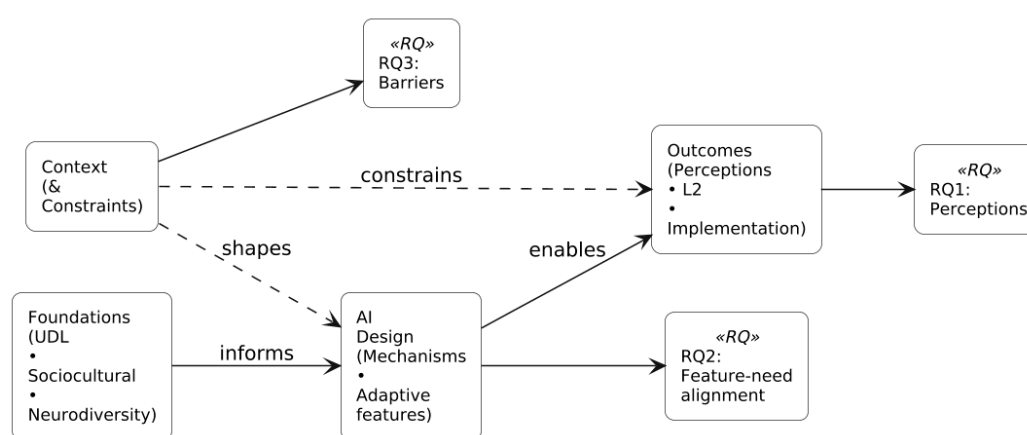 «RQ»
RQ3:
Barriers
Context
(&
Constraints)
constrains
Outcomes
(Perceptions
• L2
•
Implementation)
«RQ»
RQ1:
Perceptions
shapes
enables
Foundations
(UDL
•
Sociocultural
•
Neurodiversity)
informs
AI
Design
(Mechanisms
•
Adaptive
features)
«RQ»
RQ2:
Feature-need
alignment